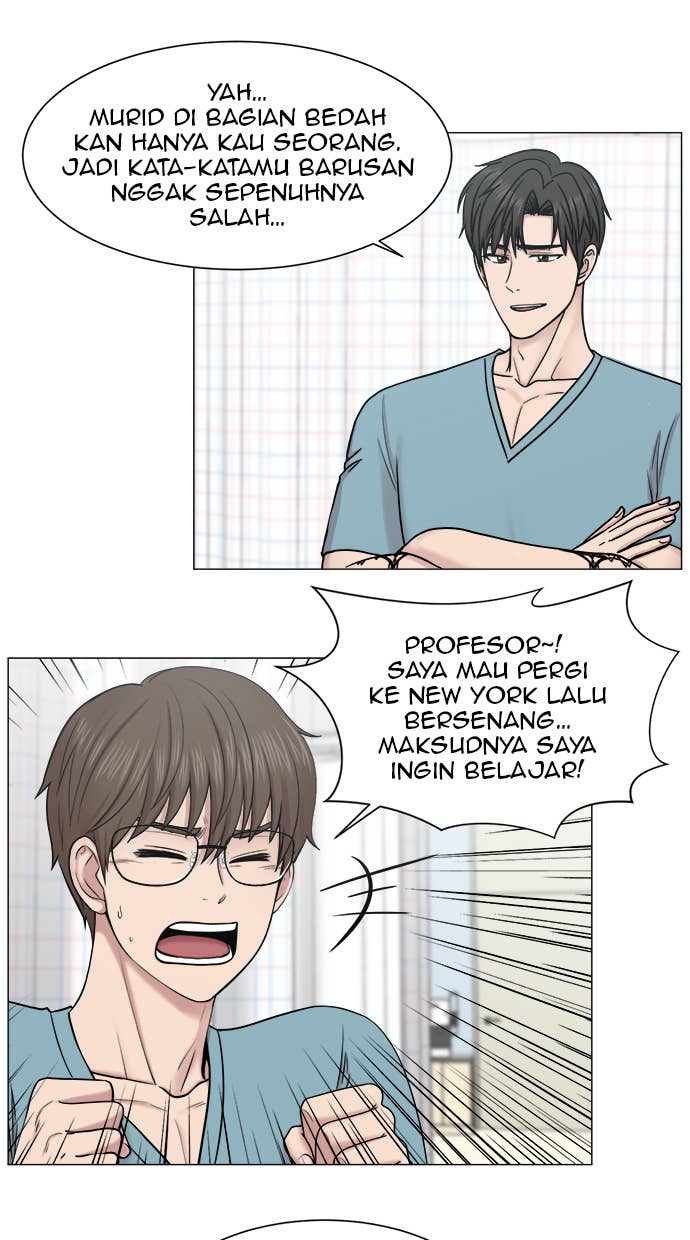 YAH...
MURID DI BAGIAN BEDAH
KAN HANYA KAU SEORANG.
JADI KATA-KATAMU BARUSAN
NGGAK SEPENUHNYA
SALAH...
PROFESOR~!
SAYA MAU PERGI
KE NEW YORK LALU
BERSENANG...
MAKSUDNYA SAYA
INGIN BELAJAR!